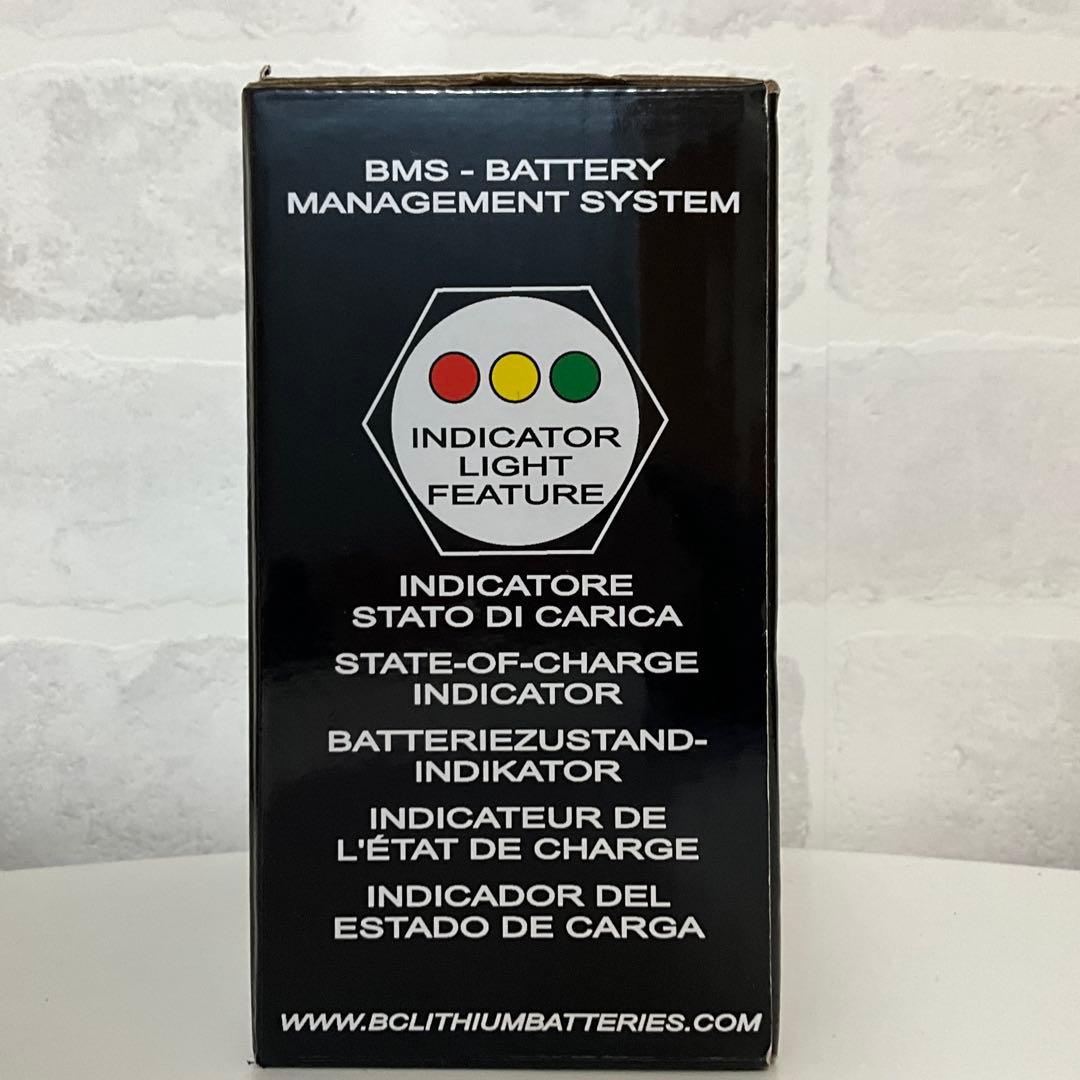 BMS - BATTERY
MANAGEMENT SYSTEM
INDICATOR
LIGHT
FEATURE
INDICATORE
STATO DI CARICA
STATE-OF-CHARGE
INDICATOR
BATTERIEZUSTAND-
INDIKATOR
INDICATEUR DE
L'ÉTAT DE CHARGE
INDICADOR DEL
ESTADO DE CARGA
WWW.BCLITHIUMBATTERIES.COM